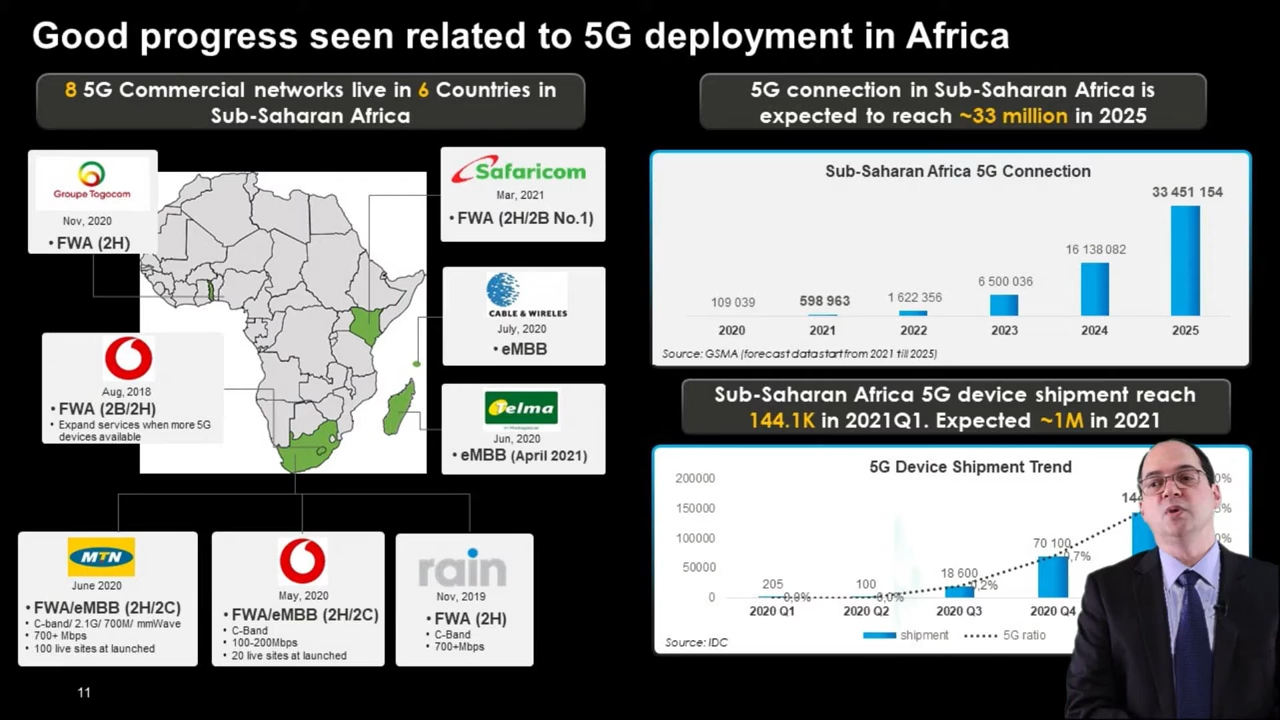 Good progress seen related to 5G deployment in Africa
8 5G Commercial networks live in 6 Countries in
Sub-Saharan Africa
Groupe Togocom
Nov, 2020
• FWA (2H)
Safaricom
Mar, 2021
• FWA (2H/2B No.1)
CABLE & WIRELES
July, 2020
• eMBB
Aug, 2018
• FWA (2B/2H)
• Expand services when more 5G
devices available
Telma
Jun, 2020
• eMBB (April 2021)
MTN
June 2020
• FWA/eMBB (2H/2C)
• C-band/ 2.1G/ 700M/ mmWave
• 700+ Mbps
• 100 live sites at launched
May, 2020
• FWA/eMBB (2H/2C)
• C-Band
• 100-200Mbps
• 20 live sites at launched
rain
Nov, 2019
• FWA (2H)
• C-Band
• 700+Mbps
5G connection in Sub-Saharan Africa is
expected to reach ~33 million in 2025
Sub-Saharan Africa 5G Connection
109 039
598 963
1 622 356
6 500 036
16 138 082
33 451 154
2020 2021 2022 2023 2024 2025
Source: GSMA (forecast data start from 2021 till 2025)
Sub-Saharan Africa 5G device shipment reach
144.1K in 2021Q1. Expected ~1M in 2021
5G Device Shipment Trend
200000
150000
100000
50000
0
205
100
18 600
70 100
0,0%
0,0%
0,2%
0,7%
2020 Q1 2020 Q2 2020 Q3 2020 Q4
shipment 5G ratio
Source: IDC
11